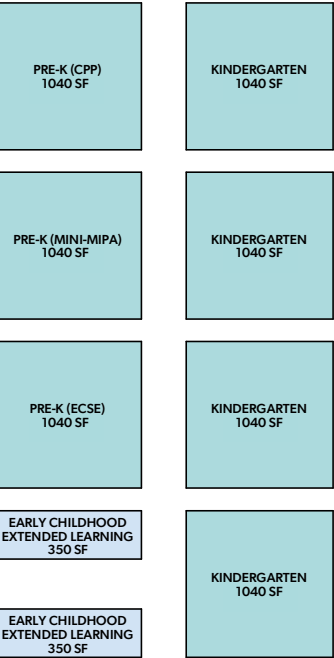 PRE-K (CPP)
1040 SF
KINDERGARTEN
1040 SF
PRE-K (MINI-MIPA)
1040 SF
KINDERGARTEN
1040 SF
PRE-K (ECSE)
1040 SF
KINDERGARTEN
1040 SF
EARLY CHILDHOOD
EXTENDED LEARNING
350 SF
KINDERGARTEN
1040 SF
EARLY CHILDHOOD
EXTENDED LEARNING
350 SF